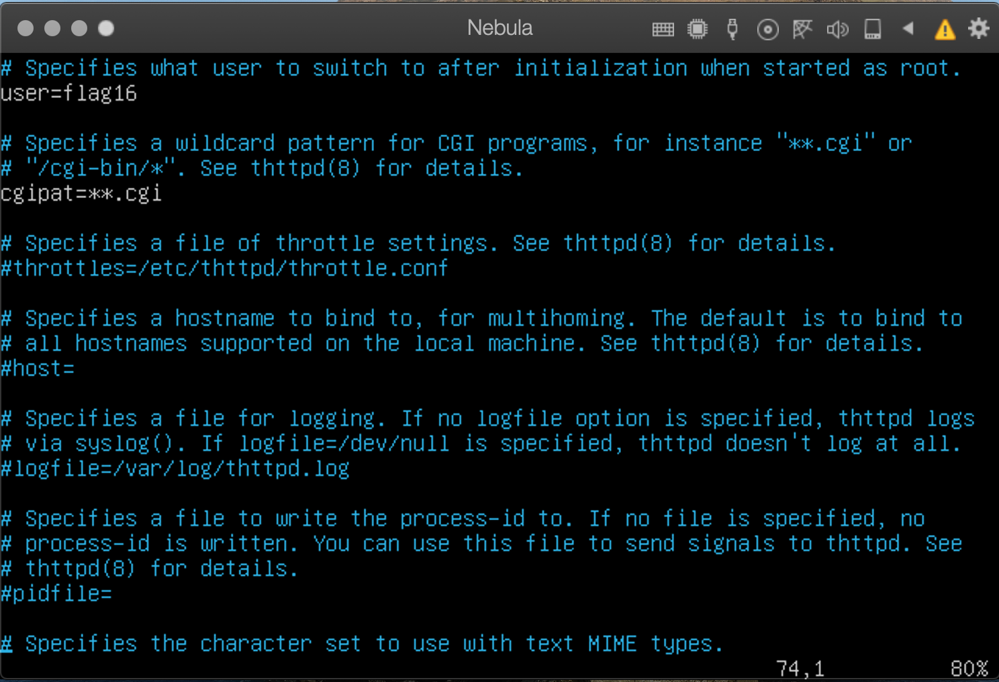 Nebula
# Specifies what user to switch to after initialization when started as root.
user=flag16
# Specifies a wildcard pattern for CGI programs, for instance "**.cgi" or
# "/cgi-bin/*". See thttpd(8) for details.
cgipat=**.cgi
# Specifies a file of throttle settings. See thttpd(8) for details.
#throttles=/etc/thttpd/throttle.conf
# Specifies a hostname to bind to, for multihoming. The default is to bind to
# all hostnames supported on the local machine. See thttpd(8) for details.
#host=
# Specifies a file for logging. If no logfile option is specified, thttpd logs
# via syslog(). If logfile=/dev/null is specified, thttpd doesn't log at all.
#logfile=/var/log/thttpd.log
# Specifies a file to write the process-id to. If no file is specified, no
# process-id is written. You can use this file to send signals to thttpd. See
# thttpd(8) for details.
#pidfile=
# Specifies the character set to use with text MIME types.
74,1 80%